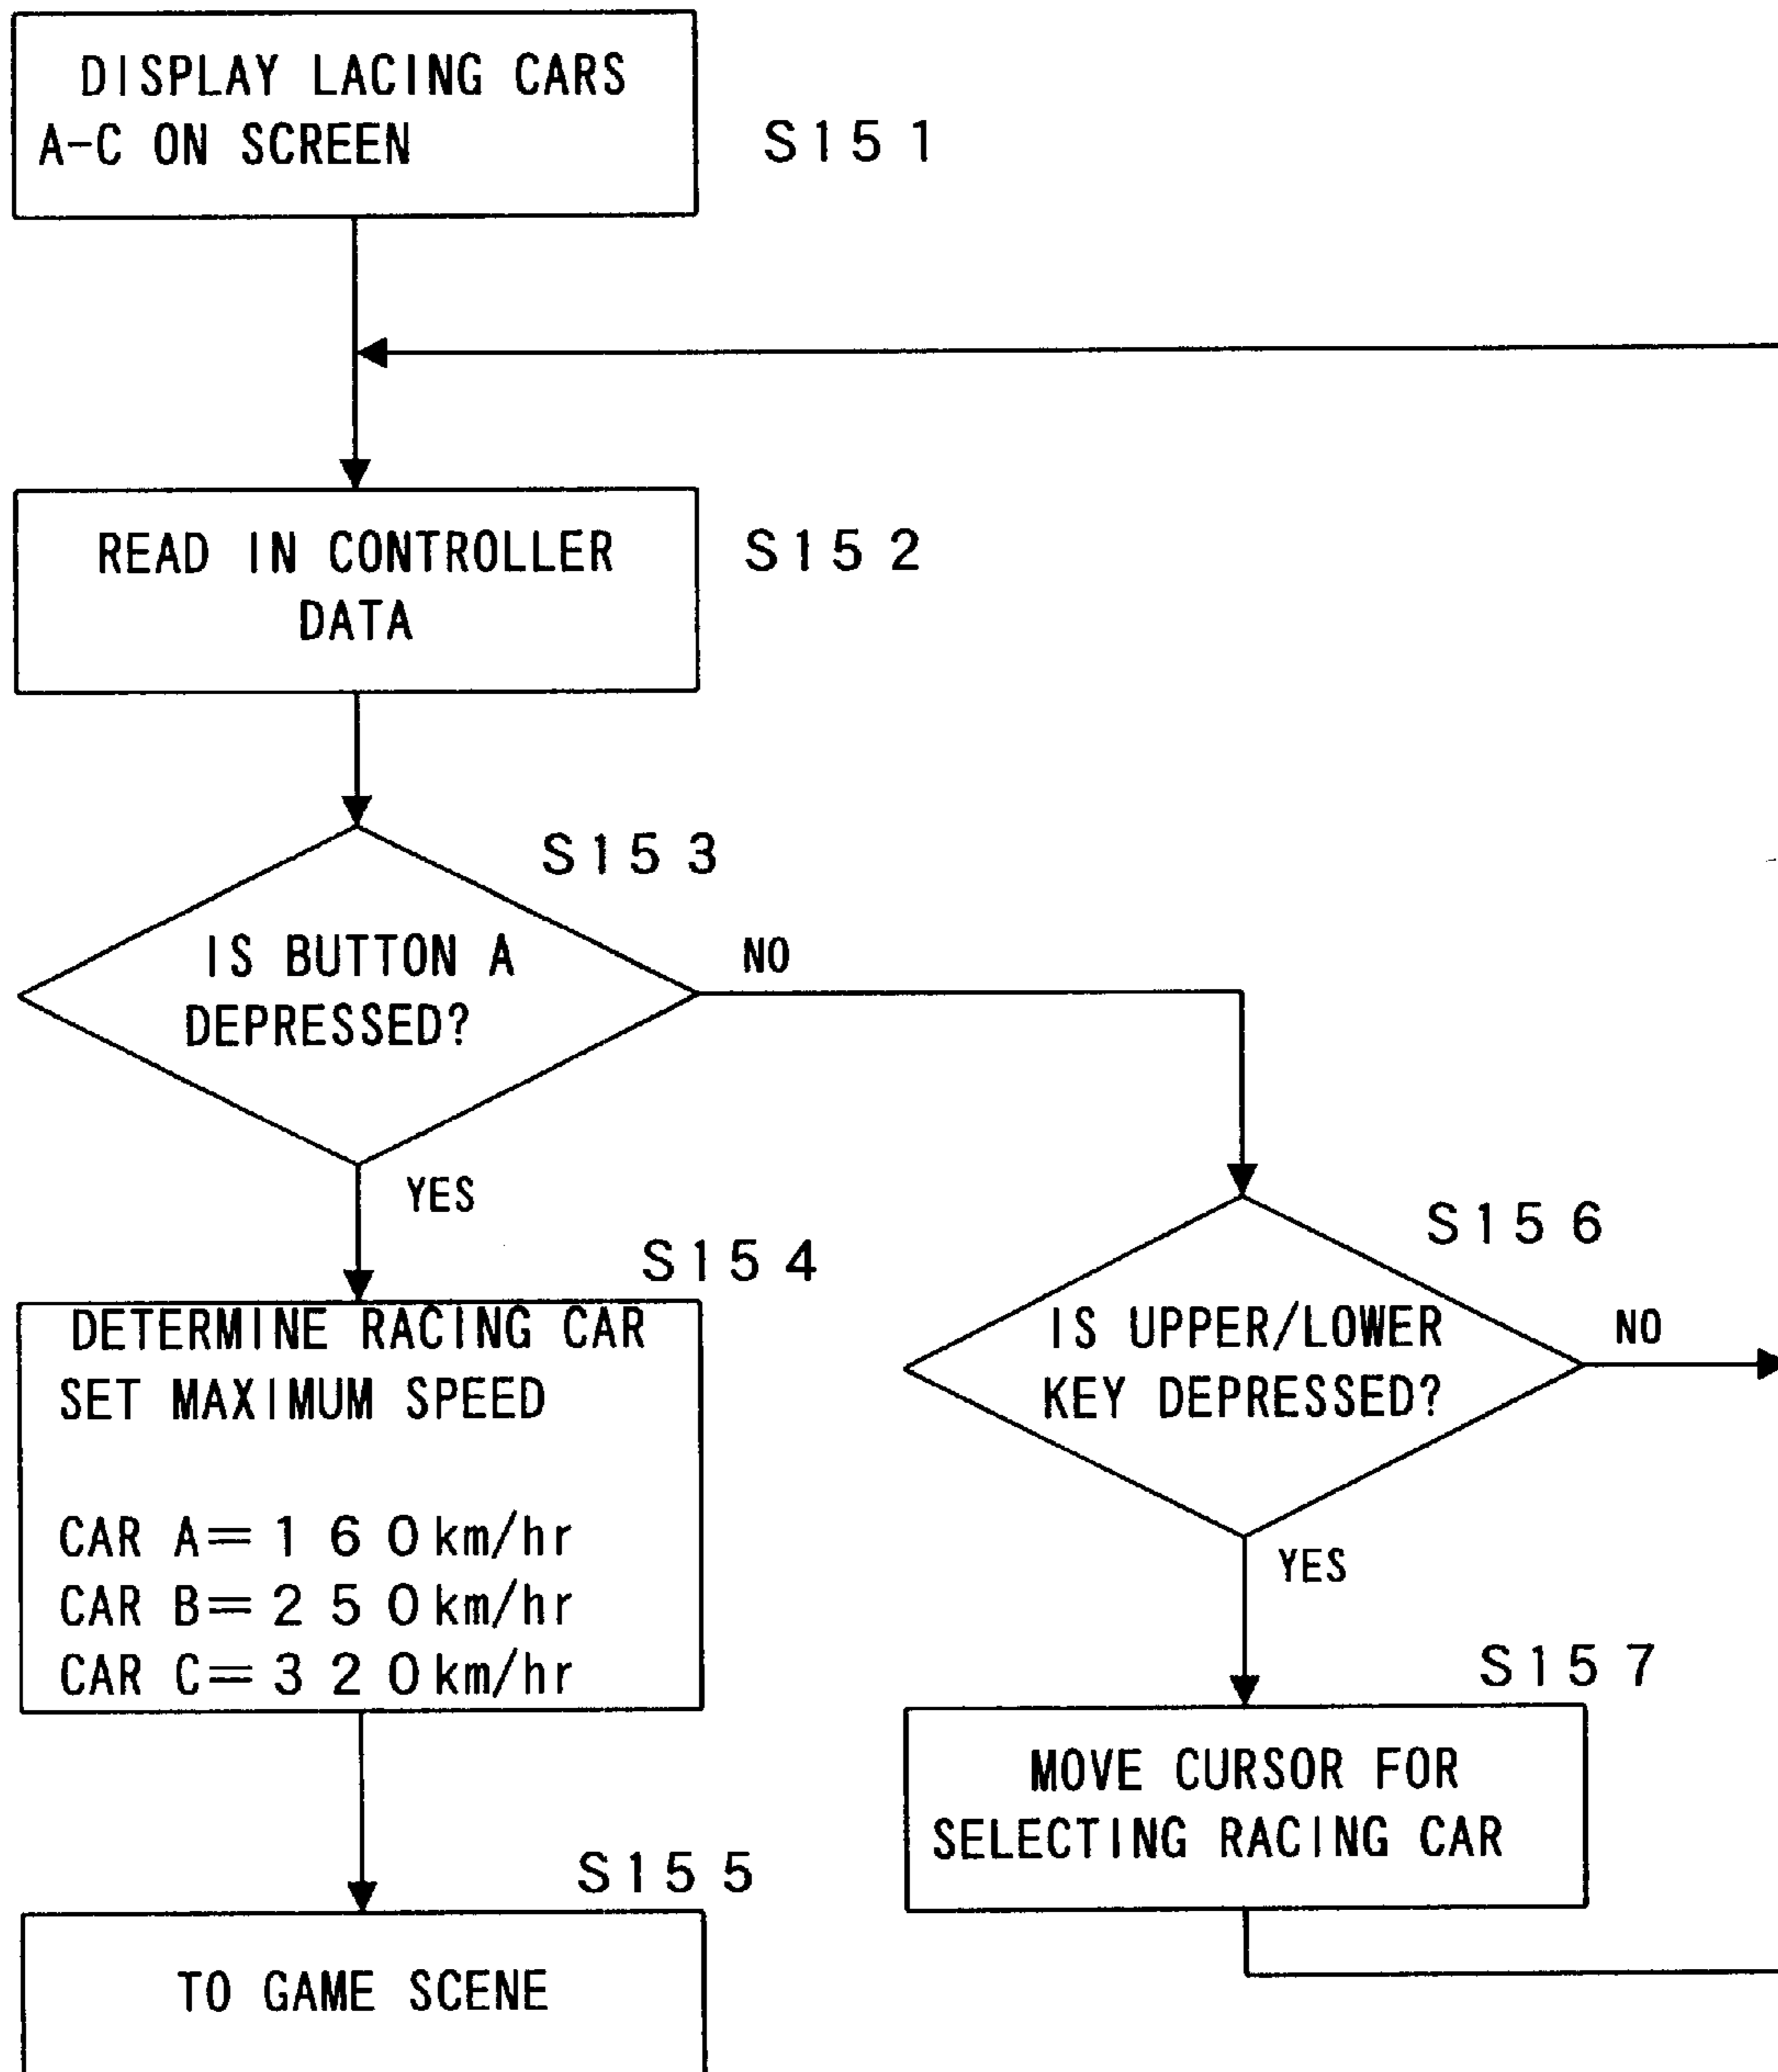 DISPLAY LACING CARS
A-C ON SCREEN
S151
READ IN CONTROLLER
DATA
S152
S153
IS BUTTON A
DEPRESSED?
NO
YES
S154
DETERMINE RACING CAR
SET MAXIMUM SPEED
CAR A=160km/hr
CAR B=250km/hr
CAR C=320km/hr
S156
IS UPPER/LOWER
KEY DEPRESSED?
NO
YES
S157
MOVE CURSOR FOR
SELECTING RACING CAR
S155
TO GAME SCENE